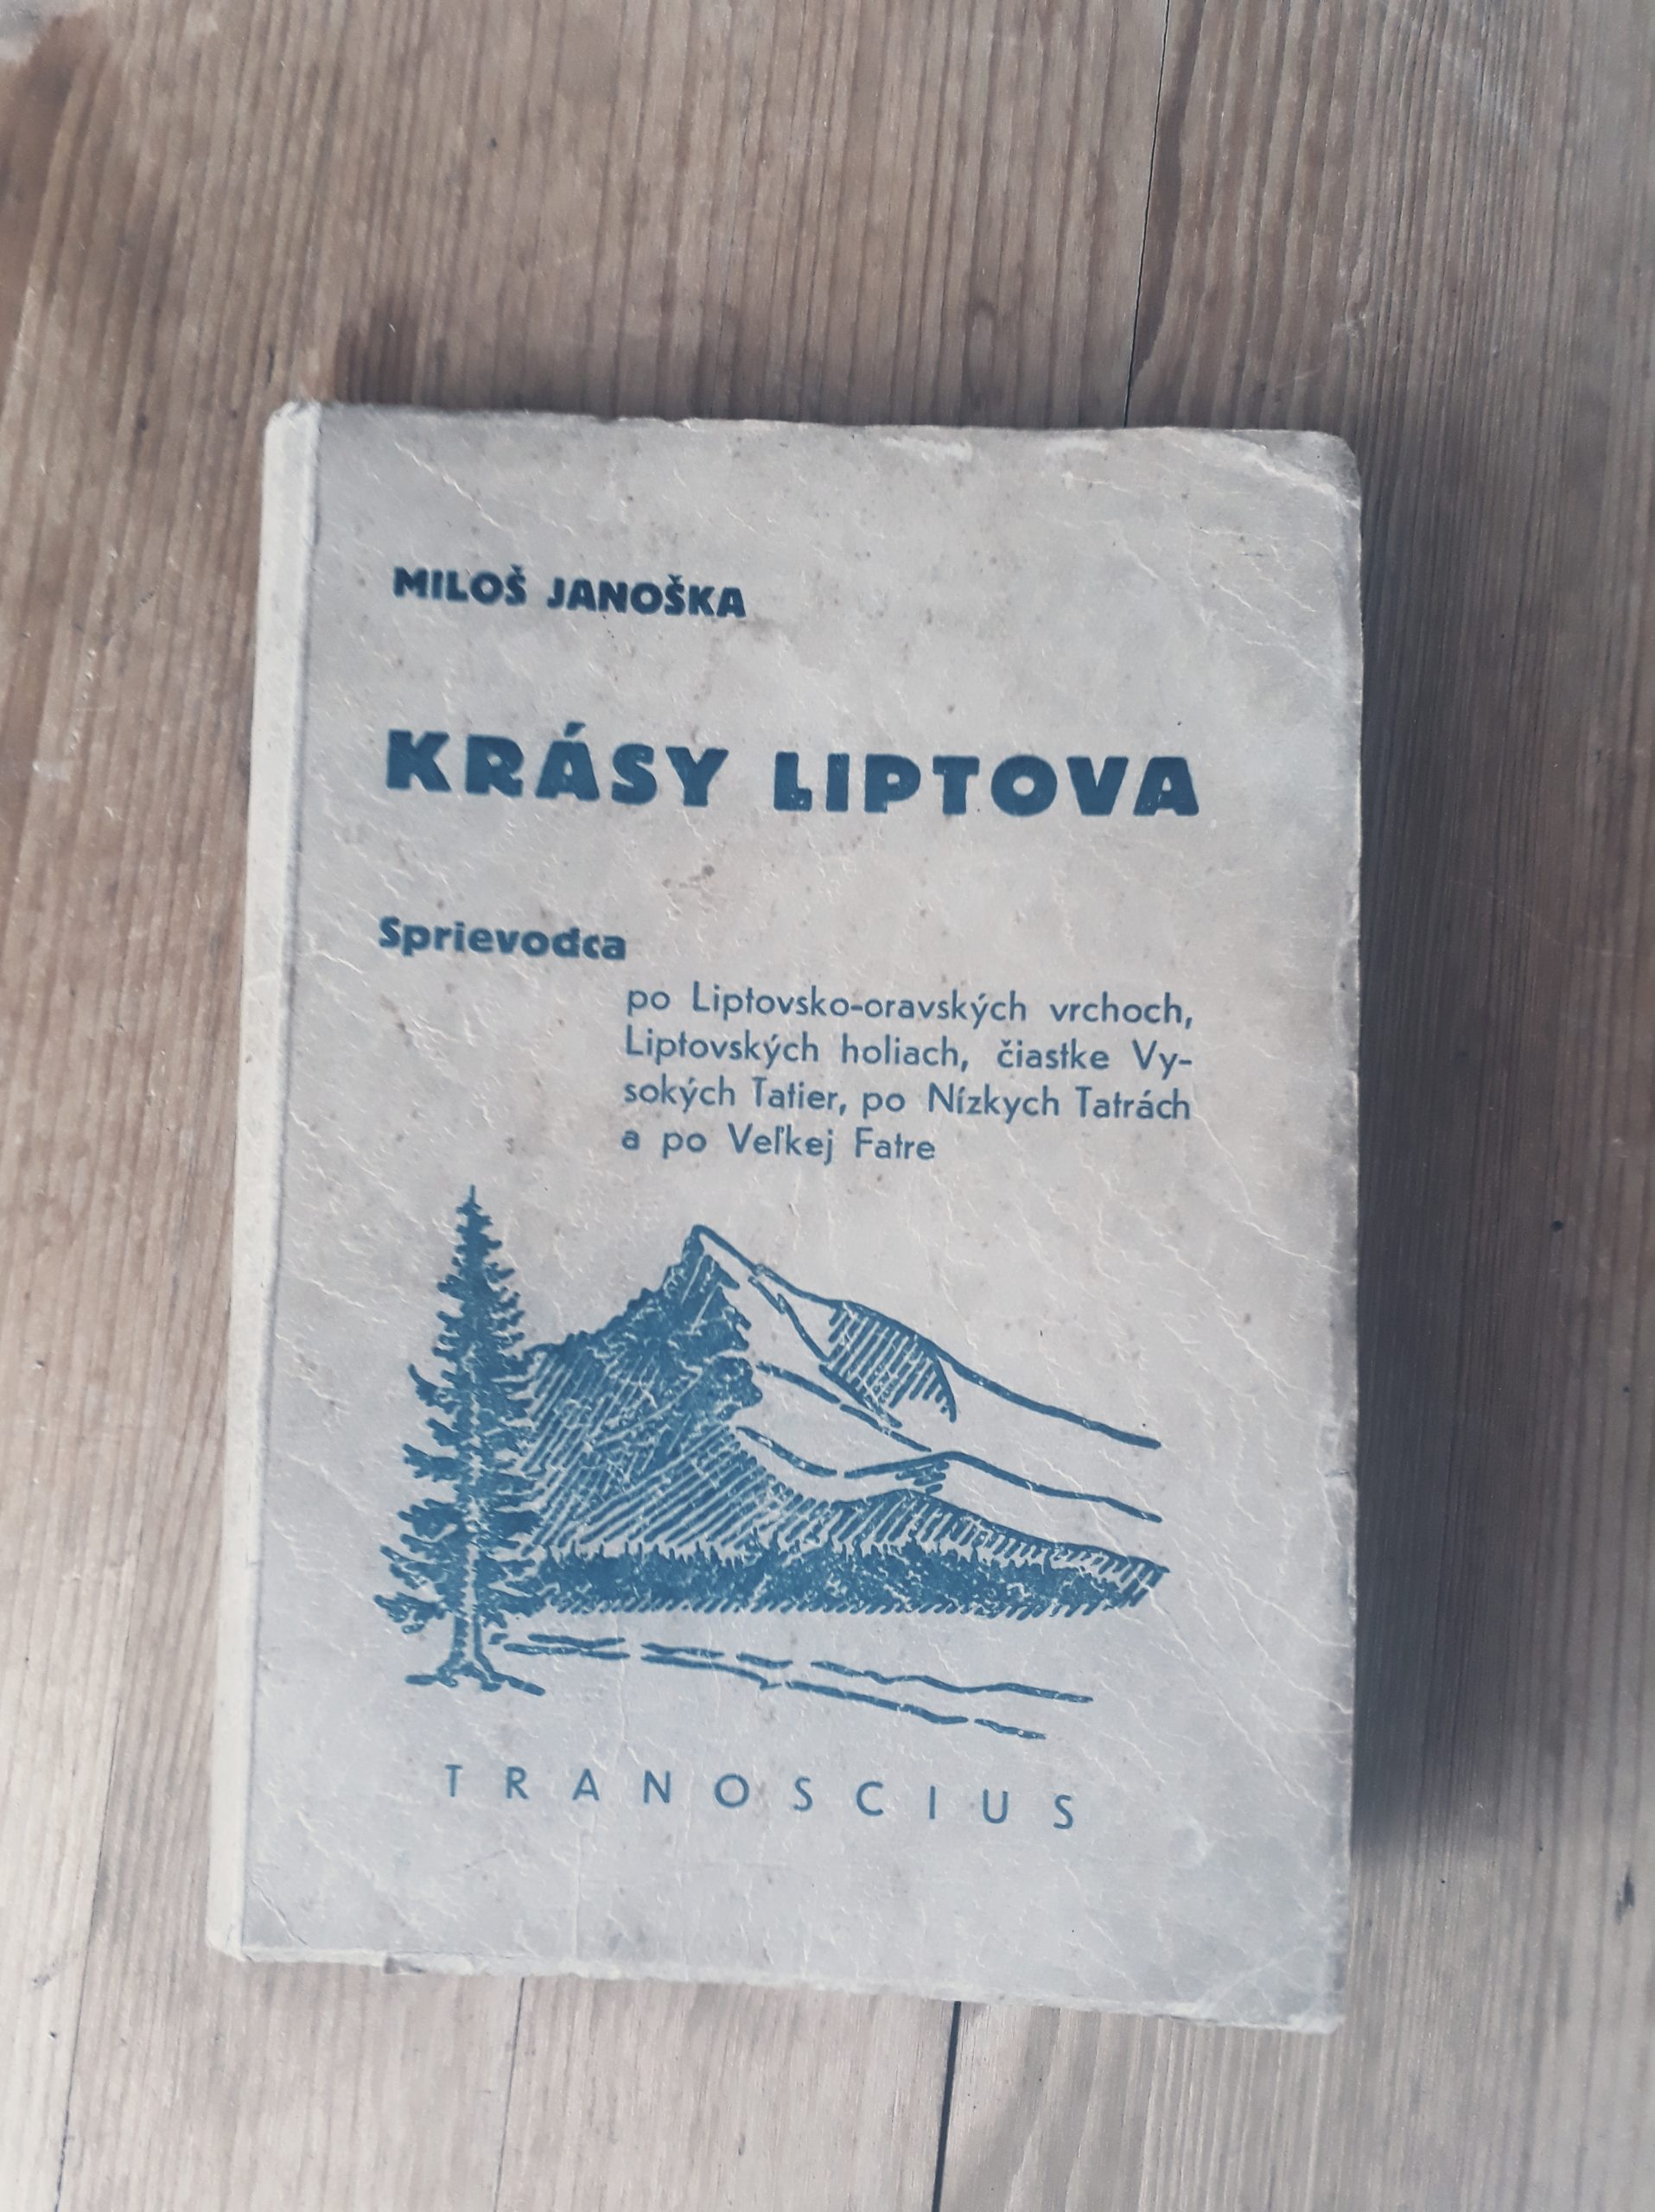 MILOŠ JANOŠKA
KRÁSY LIPTOVA
Sprievodca
po Liptovsko-oravských vrchoch,
Liptovských holiach, čiastke Vy-
sokých Tatier, po Nízkych Tatrách
a po Veľkej Fatre
TRANOSCIUS